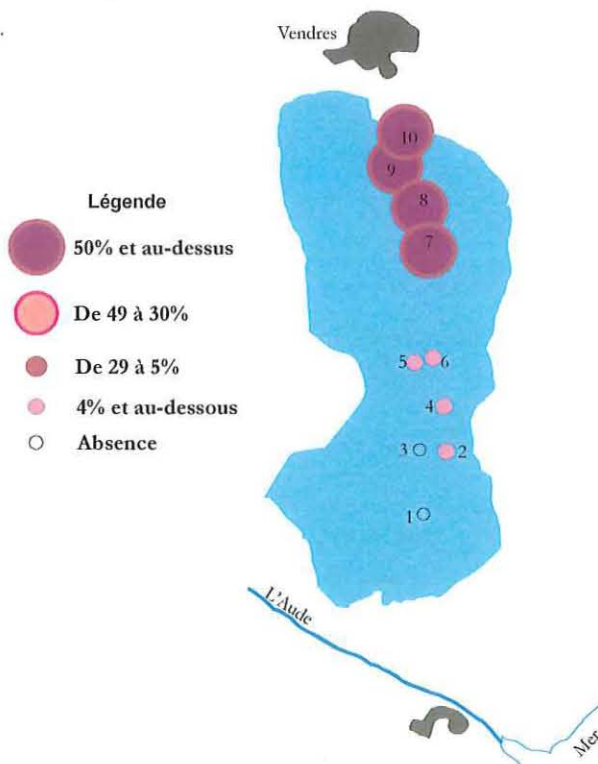 Vendres
10
9
8
7
Légende
50% et au-dessus
De 49 à 30%
De 29 à 5%
4% et au-dessous
Absence
5 6
4
3 2
1
L'Aude
Mer